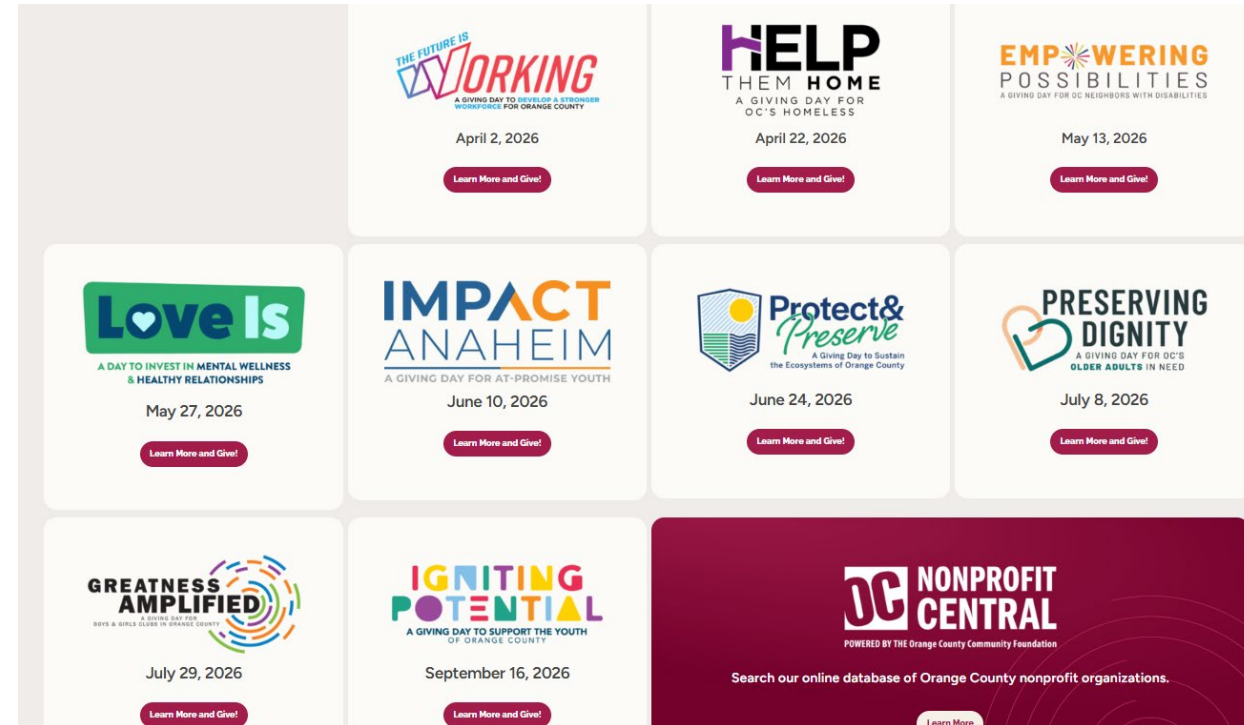 THE FUTURE IS
WORKING
A GIVING DAY TO DEVELOP A STRONGER
WORKFORCE FOR ORANGE COUNTY
April 2, 2026
Learn More and Give!
HELP
THEM HOME
A GIVING DAY FOR
OC'S HOMELESS
April 22, 2026
Learn More and Give!
EMPOWERING
POSSIBILITIES
A GIVING DAY FOR OC NEIGHBORS WITH DISABILITIES
May 13, 2026
Learn More and Give!
Love Is
A DAY TO INVEST IN MENTAL WELLNESS
& HEALTHY RELATIONSHIPS
May 27, 2026
Learn More and Give!
IMPACT
ANAHEIM
A GIVING DAY FOR AT-PROMISE YOUTH
June 10, 2026
Learn More and Give!
Protect&
Preserve
A Giving Day to Sustain
the Ecosystems of Orange County
June 24, 2026
Learn More and Give!
PRESERVING
DIGNITY
A GIVING DAY FOR OC'S
OLDER ADULTS IN NEED
July 8, 2026
Learn More and Give!
GREATNESS
AMPLIFIED
A GIVING DAY FOR
BOYS & GIRLS CLUBS IN ORANGE COUNTY
July 29, 2026
Learn More and Give!
IGNITING
POTENTIAL
A GIVING DAY TO SUPPORT THE YOUTH
OF ORANGE COUNTY
September 16, 2026
Learn More and Give!
OC NONPROFIT
CENTRAL
POWERED BY THE Orange County Community Foundation
Search our online database of Orange County nonprofit organizations.
Learn More